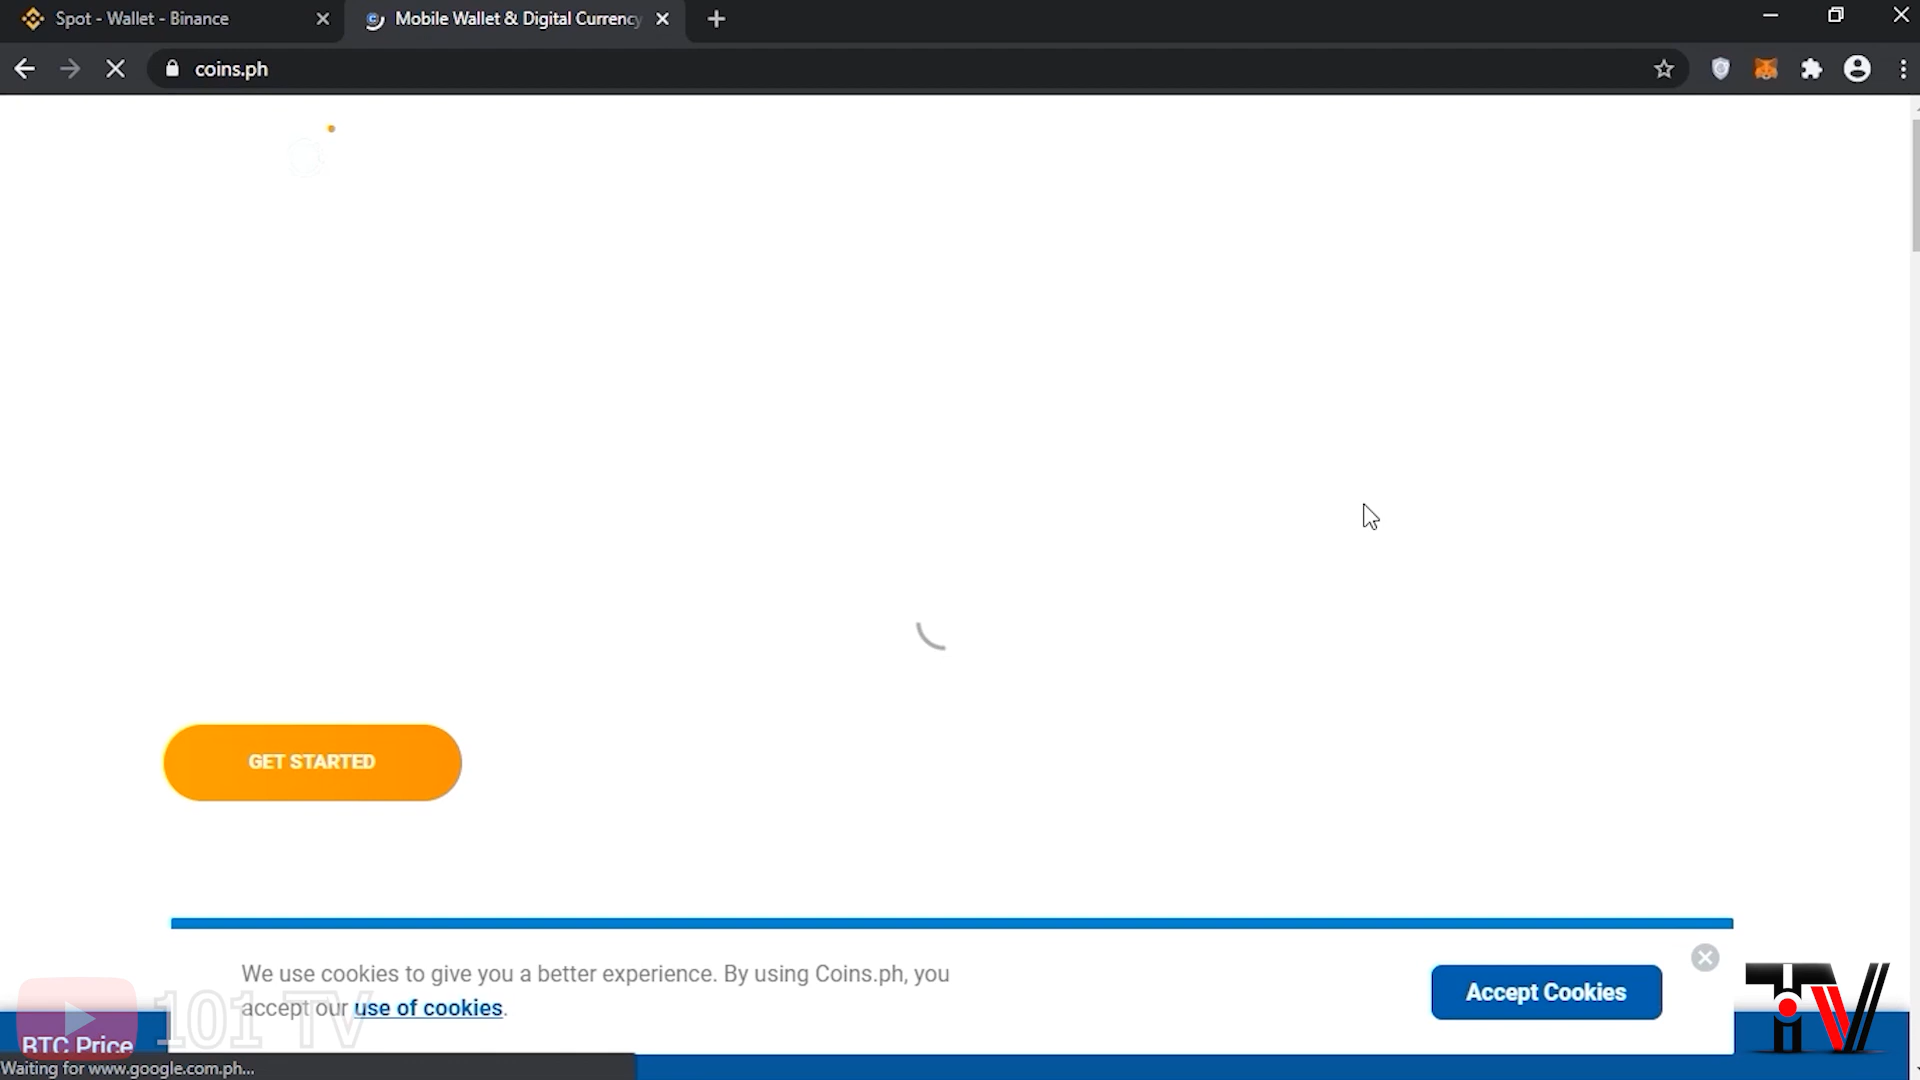 Spot - Wallet - Binance
Mobile Wallet & Digital Currency
coins.ph
GET STARTED
We use cookies to give you a better experience. By using Coins.ph, you
accept our use of cookies.
Accept Cookies
101 TV
BTC Price
TiV
Waiting for www.google.com.ph...